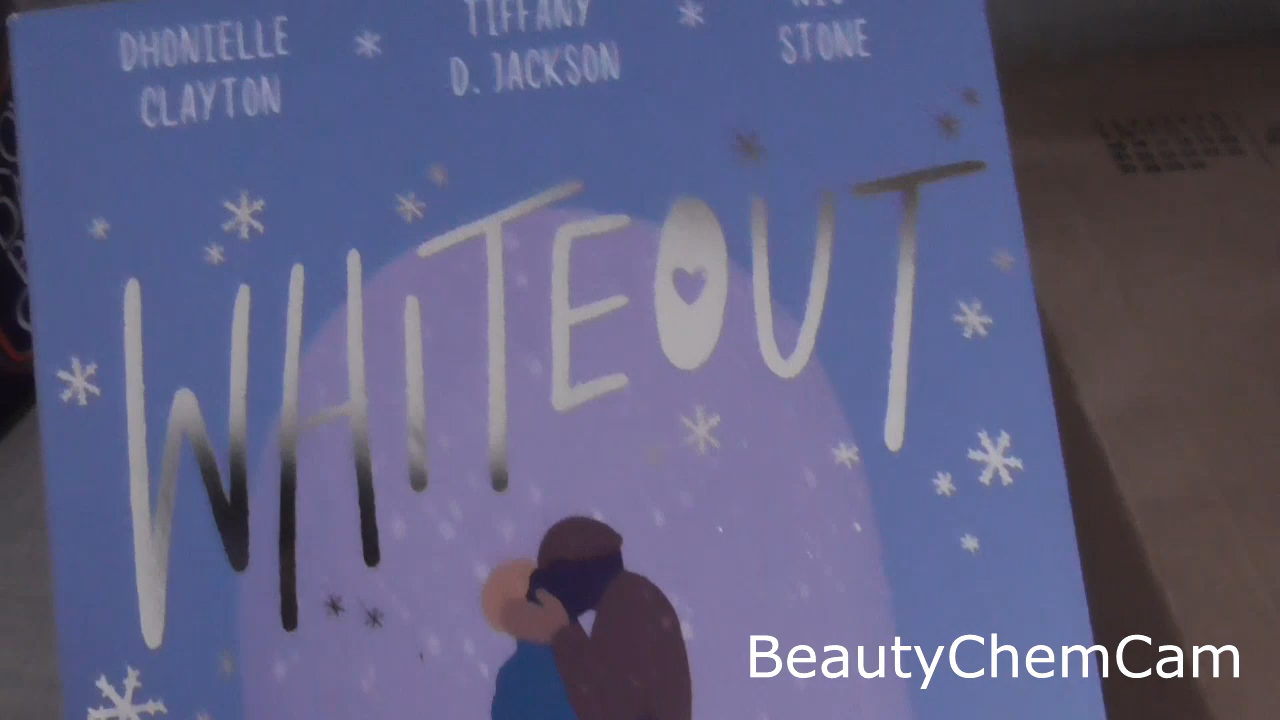 DHONIELLE
CLAYTON
TIFFANY
D. JACKSON
STONE
WHITEOUT
BeautyChemCam